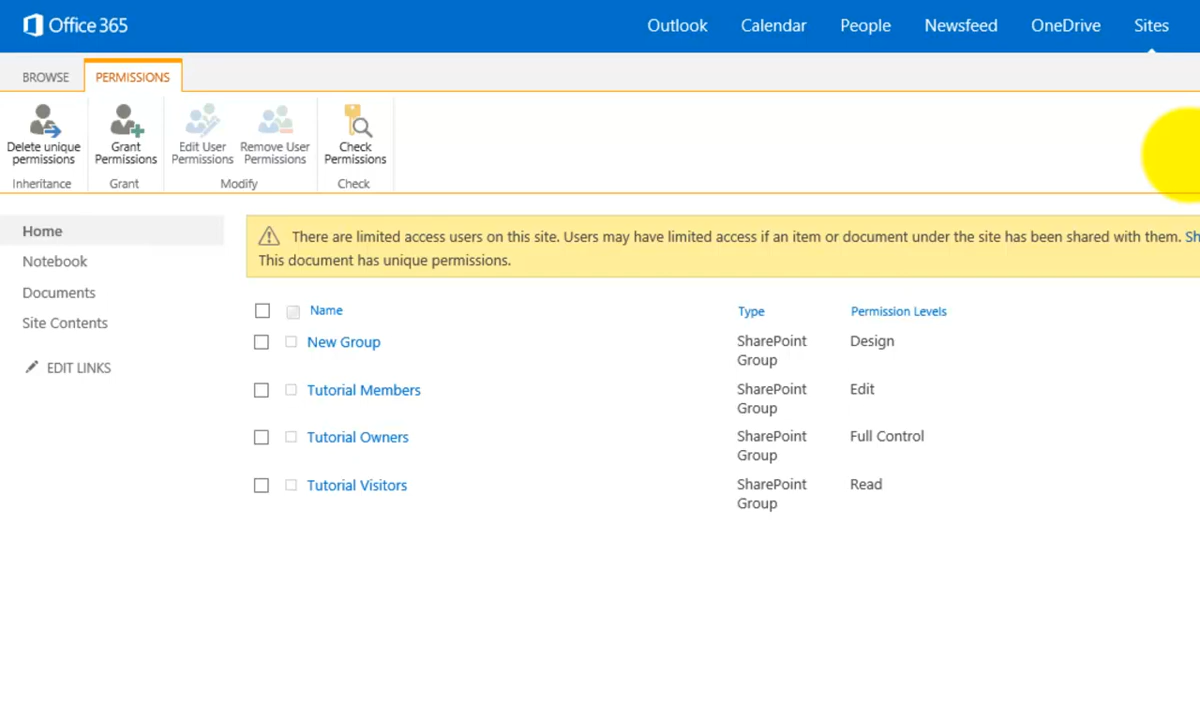 Office 365
Outlook Calendar People Newsfeed OneDrive Sites
BROWSE PERMISSIONS
Delete unique permissions
Grant Permissions
Edit User Permissions
Remove User Permissions
Check Permissions
Inheritance Grant Modify Check
Home
Notebook
Documents
Site Contents
EDIT LINKS
There are limited access users on this site. Users may have limited access if an item or document under the site has been shared with them. Sh
This document has unique permissions.
Name Type Permission Levels
New Group SharePoint Group Design
Tutorial Members SharePoint Group Edit
Tutorial Owners SharePoint Group Full Control
Tutorial Visitors SharePoint Group Read